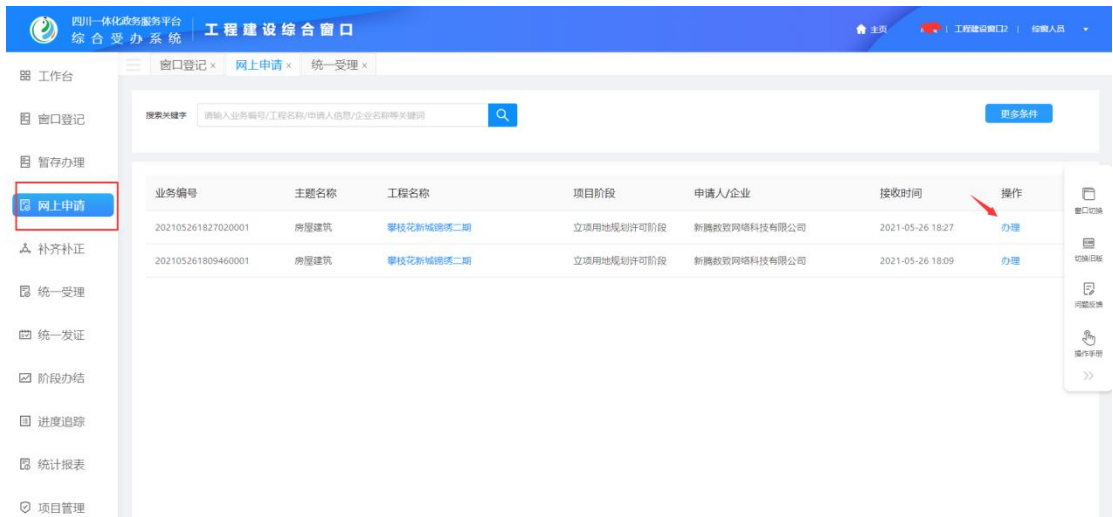 四川一体化政务服务平台
综合受办系统
工程建设综合窗口
主页
工程建设窗口2 | 综窗人员
工作台
窗口登记
暂存办理
网上申请
补齐补正
统一受理
统一发证
阶段办结
进度追踪
统计报表
项目管理
窗口登记 × 网上申请 × 统一受理 ×
搜索关键字 请输入业务编号/工程名称/申请人信息/企业名称等关键词
更多条件
业务编号 主题名称 工程名称 项目阶段 申请人/企业 接收时间 操作
202105261827020001 房屋建筑 攀枝花新城锦绣二期 立项用地规划许可阶段 新腾数致网络科技有限公司 2021-05-26 18:27 办理
202105261809460001 房屋建筑 攀枝花新城锦绣二期 立项用地规划许可阶段 新腾数致网络科技有限公司 2021-05-26 18:09 办理
窗口切换
切换旧版
问题反馈
操作手册